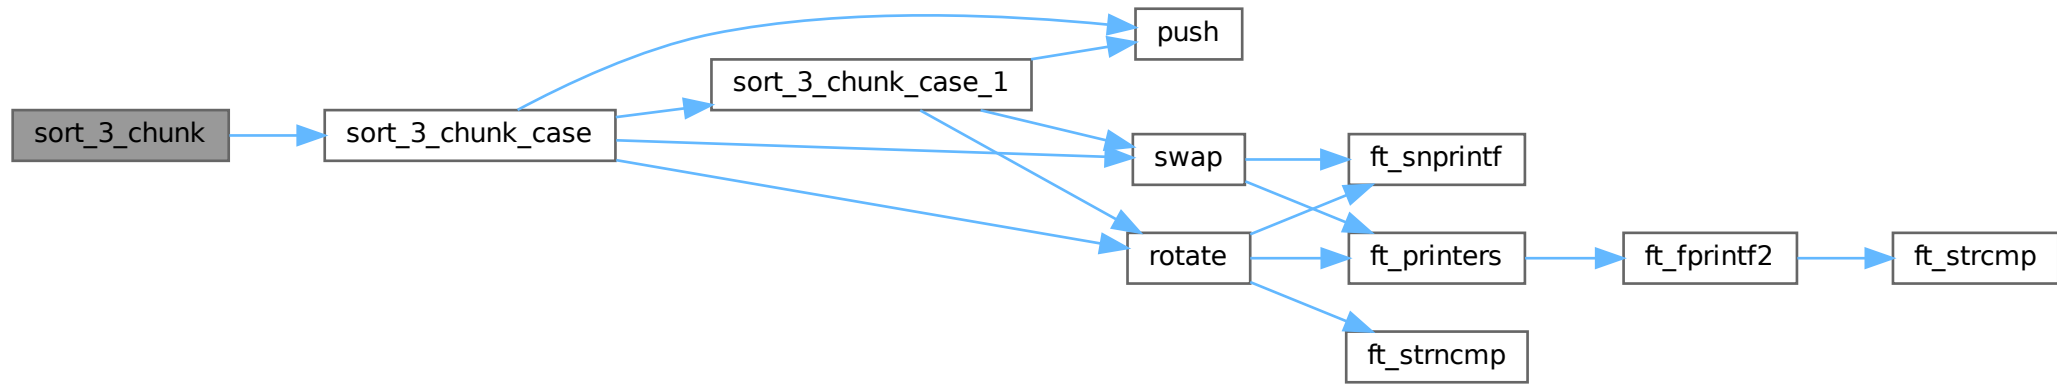 sort_3_chunk
sort_3_chunk_case
sort_3_chunk_case_1
push
swap
rotate
ft_snprintf
ft_printers
ft_strncmp
ft_fprintf2
ft_strcmp